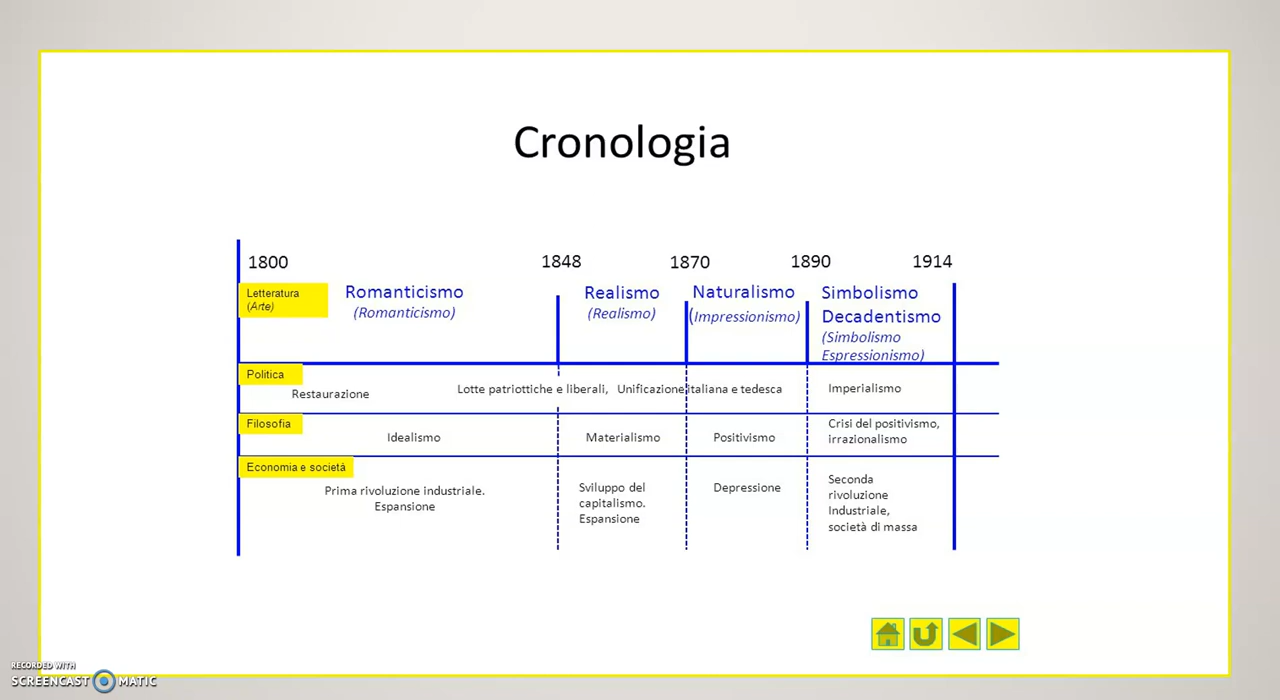 Cronologia
1800
1848
1870
1890
1914
Letteratura
(Arte)
Romanticismo
(Romanticismo)
Realismo
(Realismo)
Naturalismo
(Impressionismo)
Simbolismo
Decadentismo
(Simbolismo
Espressionismo)
Politica
Restaurazione
Lotte patriottiche e liberali, Unificazione italiana e tedesca
Imperialismo
Filosofia
Idealismo
Materialismo
Positivismo
Crisi del positivismo,
irrazionalismo
Economia e società
Prima rivoluzione industriale.
Espansione
Sviluppo del
capitalismo.
Espansione
Depressione
Seconda
rivoluzione
Industriale,
società di massa
RECORDED WITH
SCREENCAST MATIC